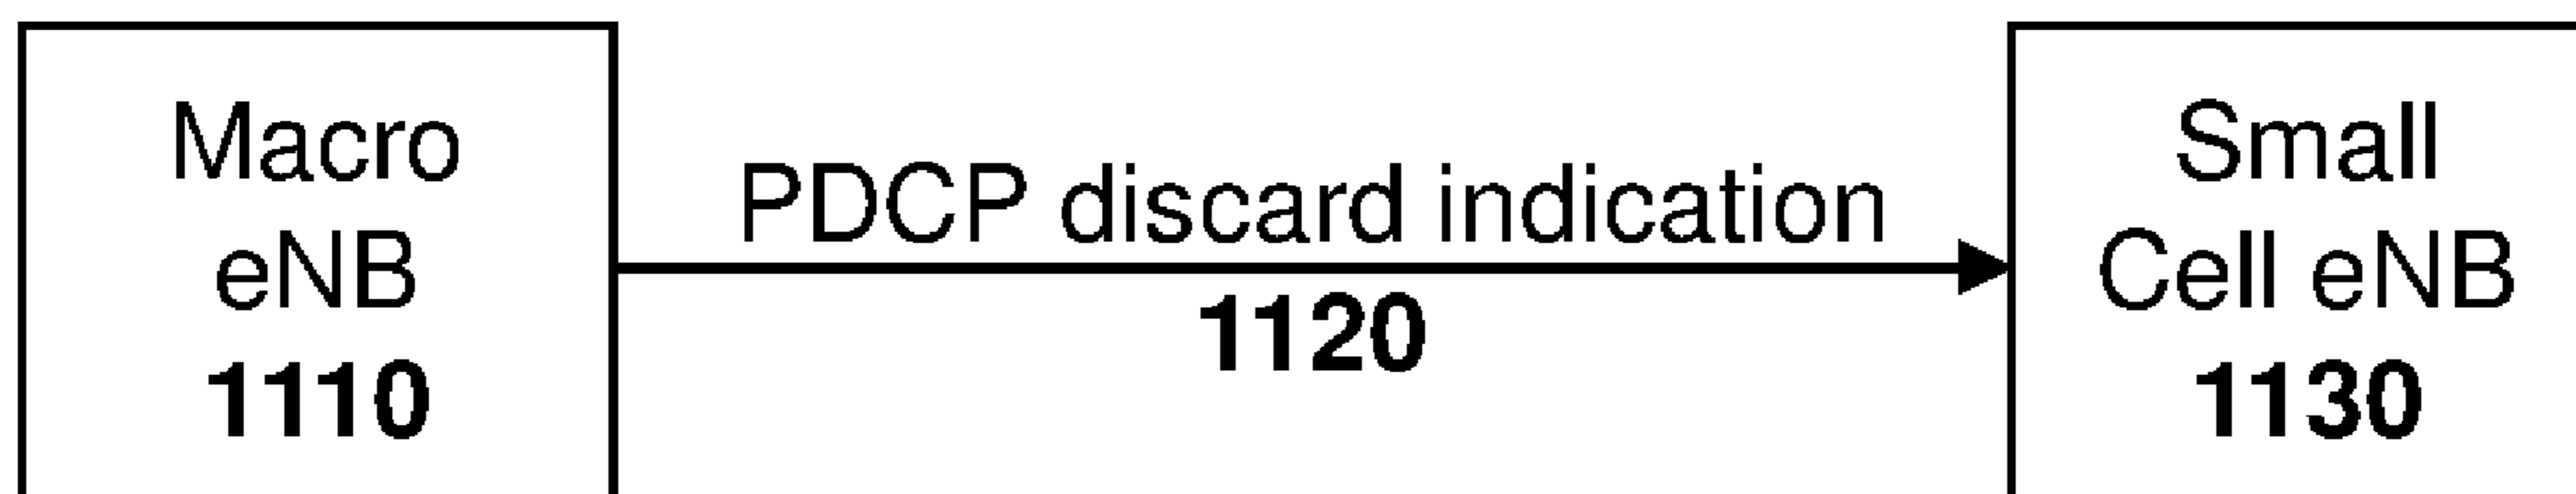 Macro
eNB
1110
PDCP discard indication
1120
Small
Cell eNB
1130